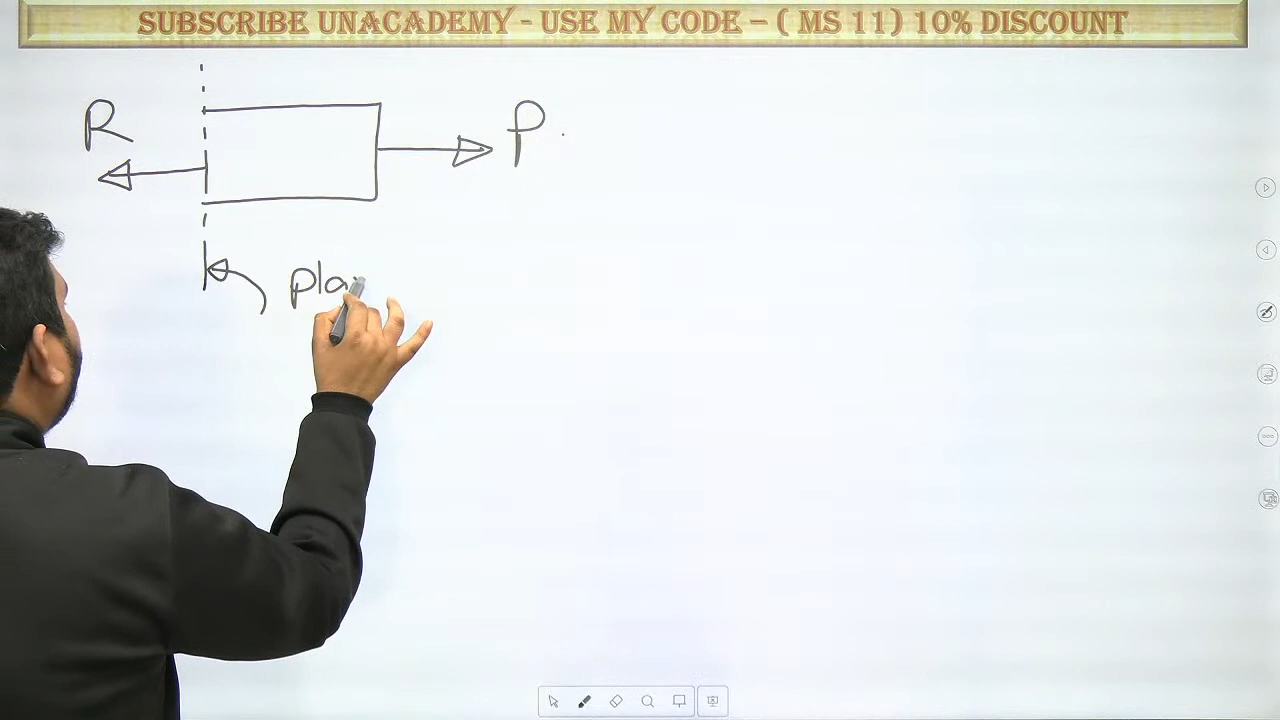 SUBSCRIBE UNACADEMY - USE MY CODE – ( MS 11) 10% DISCOUNT
R
P
pla